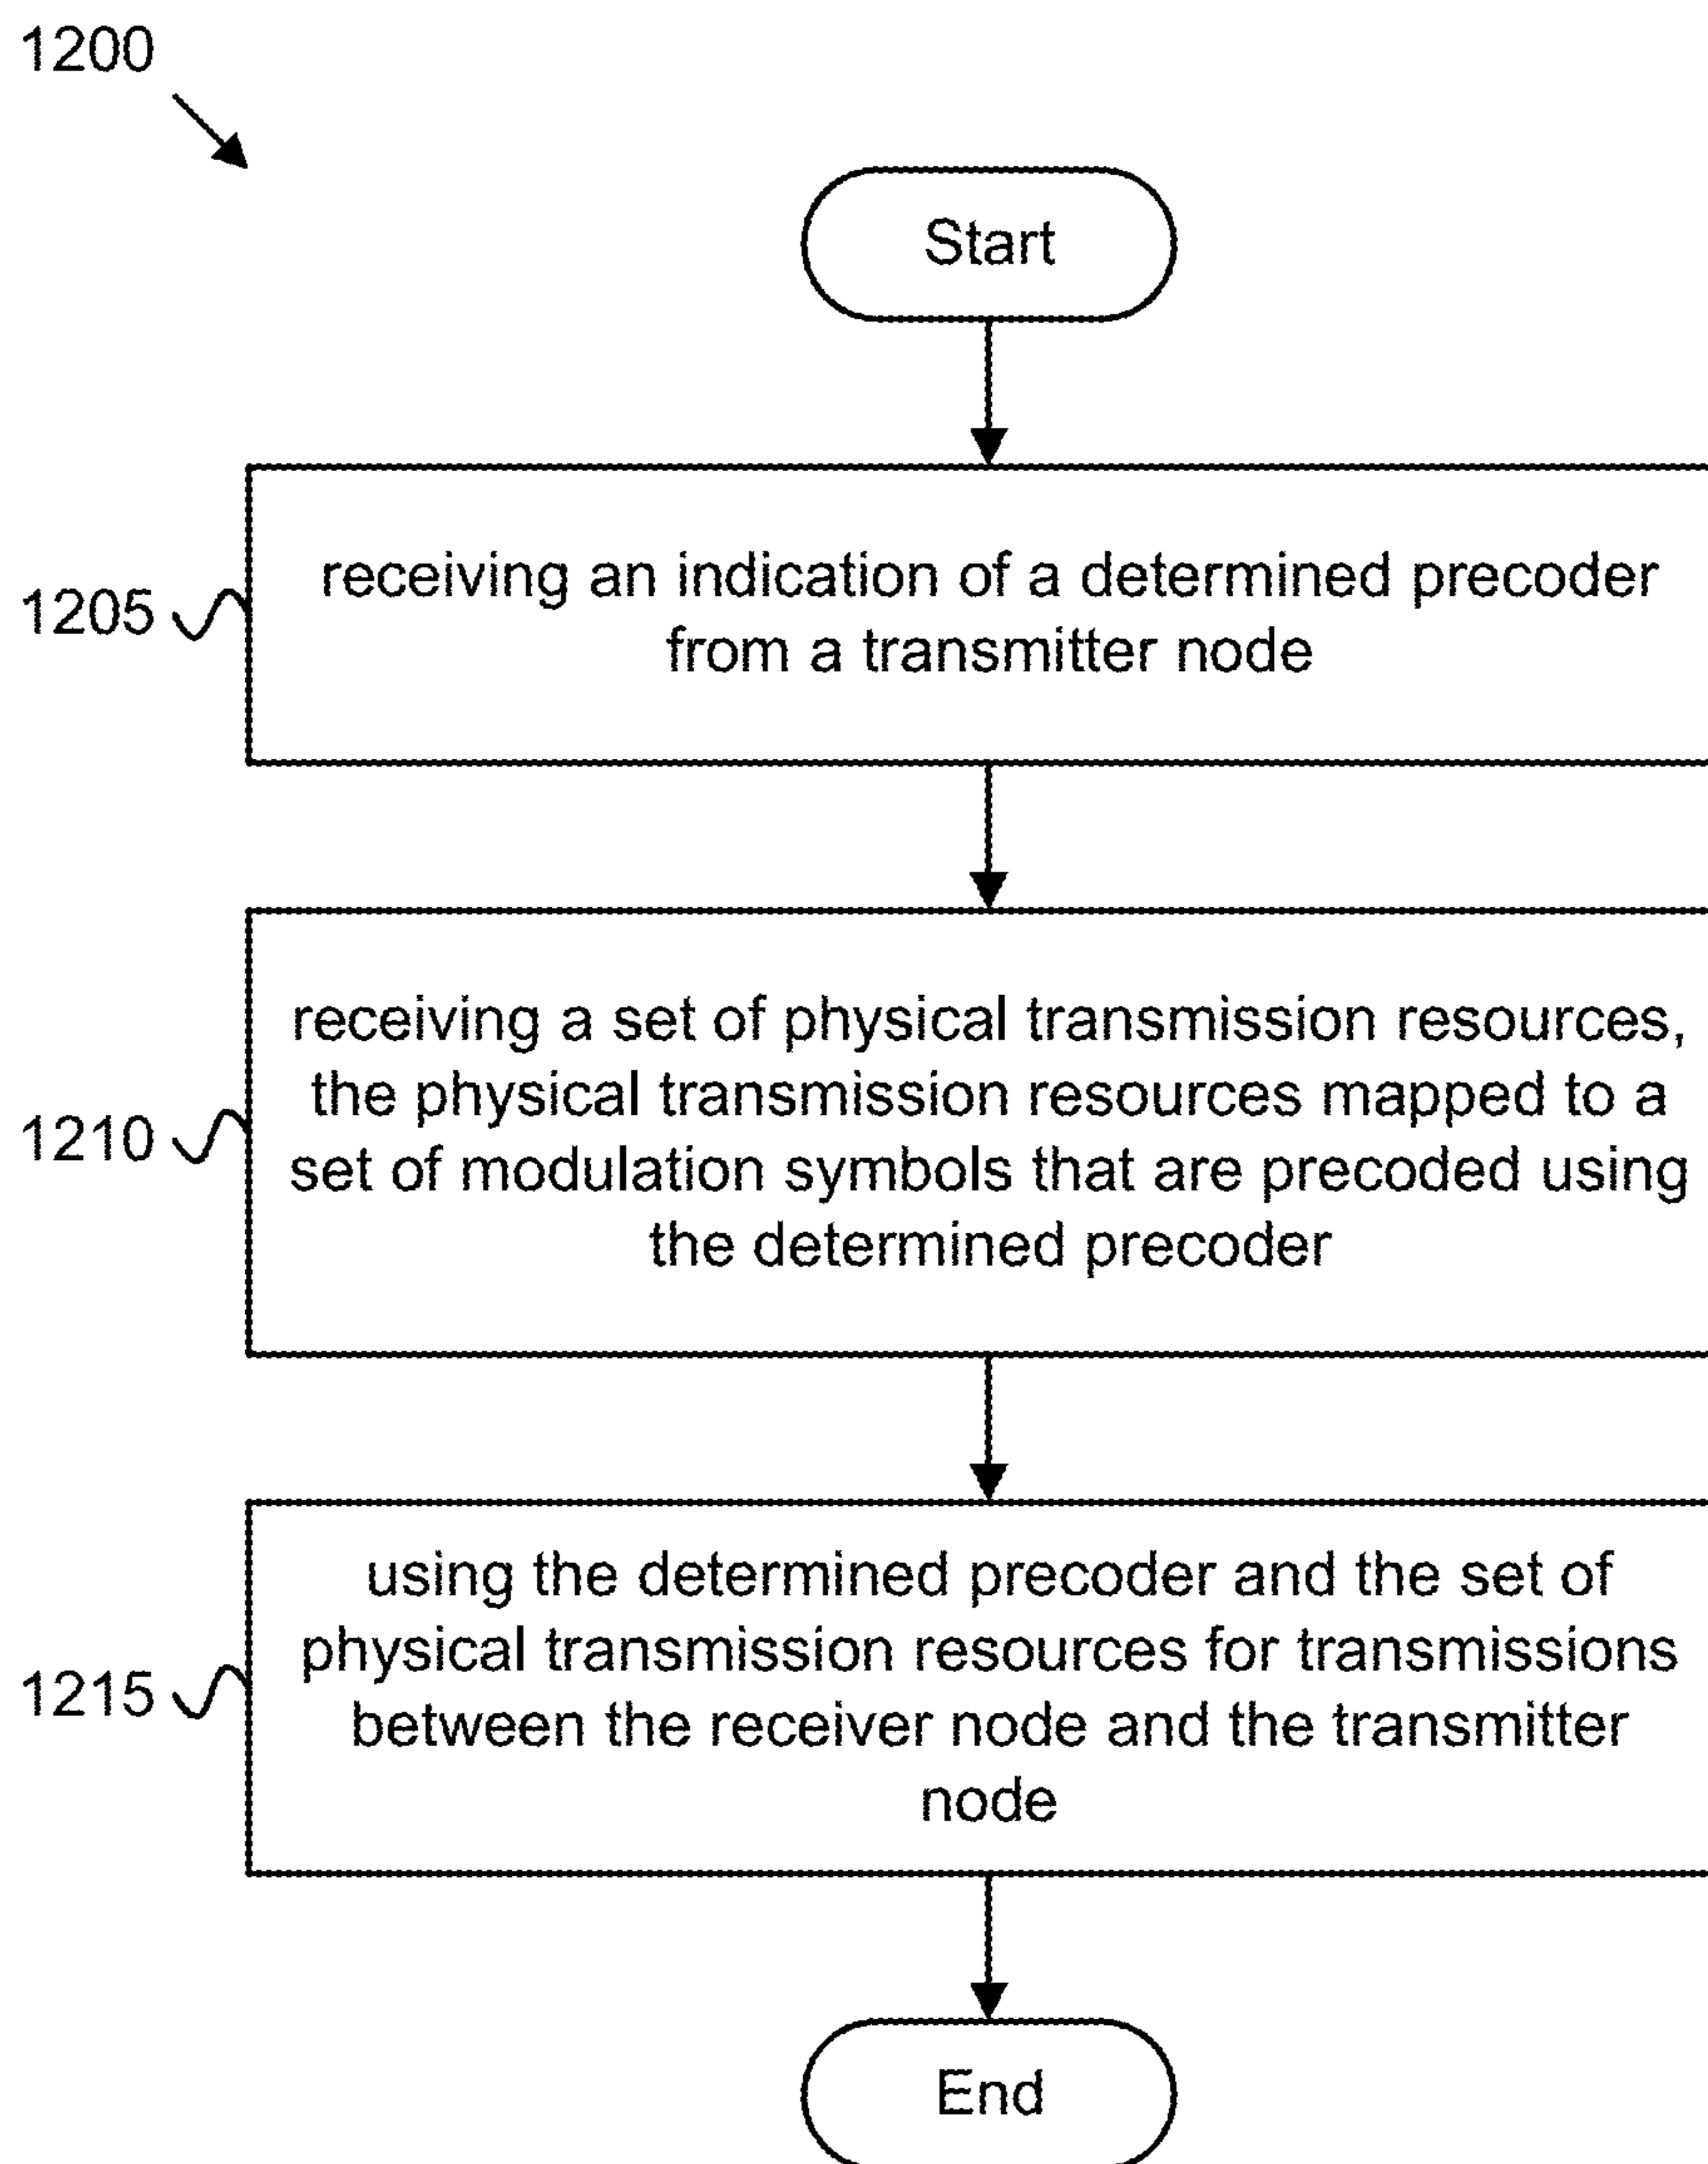 1200
Start
1205
receiving an indication of a determined precoder
from a transmitter node
1210
receiving a set of physical transmission resources,
the physical transmission resources mapped to a
set of modulation symbols that are precoded using
the determined precoder
1215
using the determined precoder and the set of
physical transmission resources for transmissions
between the receiver node and the transmitter
node
End